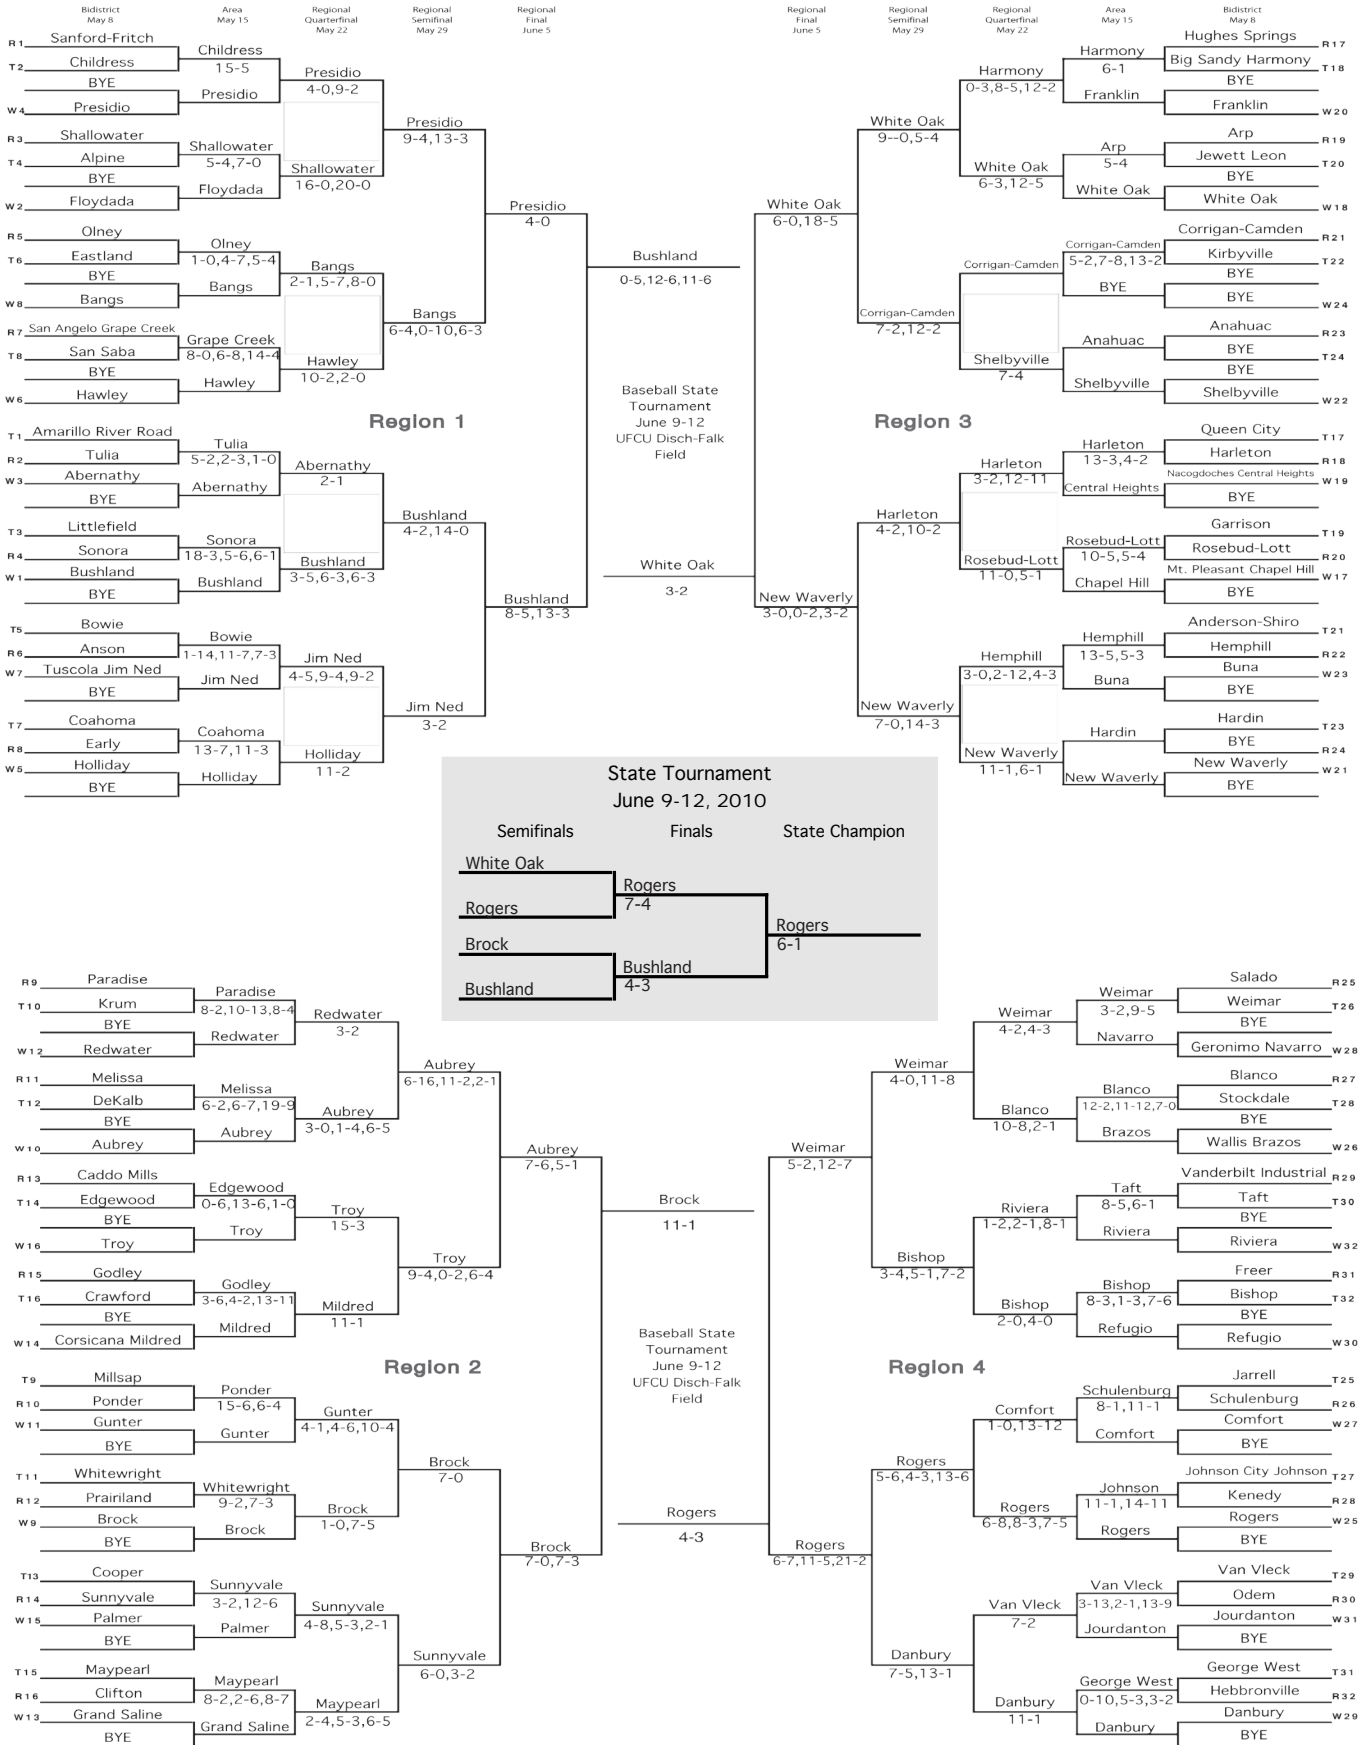 Bidistrict
May 8
Area
May 15
Regional
Quarterfinal
May 22
Regional
Semifinal
May 29
Regional
Final
June 5
Regional
Final
June 5
Regional
Semifinal
May 29
Regional
Quarterfinal
May 22
Area
May 15
Bidistrict
May 8
R1 Sanford-Fritch
T2 Childress
BYE
W4 Presidio
R3 Shallowater
T4 Alpine
BYE
W2 Floydada
R5 Olney
T6 Eastland
BYE
W8 Bangs
R7 San Angelo Grape Creek
T8 San Saba
BYE
W6 Hawley
T1 Amarillo River Road
R2 Tulia
W3 Abernathy
BYE
T3 Littlefield
R4 Sonora
W1 Bushland
BYE
T5 Bowie
R6 Anson
W7 Tuscola Jim Ned
BYE
T7 Coahoma
R8 Early
W5 Holliday
BYE
Childress
15-5
Presidio
Shallowater
5-4,7-0
Floydada
Olney
1-0,4-7,5-4
Bangs
Grape Creek
8-0,6-8,14-4
Hawley
Tulia
5-2,2-3,1-0
Abernathy
Sonora
18-3,5-6,6-1
Bushland
Bowie
1-14,11-7,7-3
Jim Ned
Coahoma
13-7,11-3
Holliday
Presidio
4-0,9-2
Shallowater
16-0,20-0
Bangs
2-1,5-7,8-0
Hawley
10-2,2-0
Abernathy
2-1
Bushland
3-5,6-3,6-3
Jim Ned
4-5,9-4,9-2
Holliday
11-2
Presidio
9-4,13-3
Bangs
6-4,0-10,6-3
Region 1
Bushland
4-2,14-0
Jim Ned
3-2
Presidio
4-0
Bushland
8-5,13-3
Bushland
0-5,12-6,11-6
Baseball State
Tournament
June 9-12
UFCU Disch-Falk
Field
White Oak
3-2
White Oak
6-0,18-5
New Waverly
3-0,0-2,3-2
White Oak
9--0,5-4
Corrigan-Camden
7-2,12-2
Region 3
Harleton
4-2,10-2
New Waverly
7-0,14-3
Harmony
0-3,8-5,12-2
White Oak
6-3,12-5
Corrigan-Camden
Shelbyville
7-4
Harleton
3-2,12-11
Rosebud-Lott
11-0,5-1
Hemphill
3-0,2-12,4-3
New Waverly
11-1,6-1
Harmony
6-1
Franklin
Arp
5-4
White Oak
Corrigan-Camden
5-2,7-8,13-2
BYE
Anahuac
Shelbyville
Harleton
13-3,4-2
Central Heights
Rosebud-Lott
10-5,5-4
Chapel Hill
Hemphill
13-5,5-3
Buna
Hardin
New Waverly
Hughes Springs R17
Big Sandy Harmony T18
BYE
Franklin W20
Arp R19
Jewett Leon T20
BYE
White Oak W18
Corrigan-Camden R21
Kirbyville T22
BYE
BYE W24
Anahuac R23
BYE T24
BYE
Shelbyville W22
Queen City T17
Harleton R18
Nacogdoches Central Heights W19
BYE
Garrison T19
Rosebud-Lott R20
Mt. Pleasant Chapel Hill W17
BYE
Anderson-Shiro T21
Hemphill R22
Buna W23
BYE
Hardin T23
BYE R24
New Waverly W21
BYE
State Tournament
June 9-12, 2010
Semifinals Finals State Champion
White Oak
Rogers
7-4
Rogers
Rogers
6-1
Brock
Bushland
4-3
Bushland
R9 Paradise
T10 Krum
BYE
W12 Redwater
R11 Melissa
T12 DeKalb
BYE
W10 Aubrey
R13 Caddo Mills
T14 Edgewood
BYE
W16 Troy
R15 Godley
T16 Crawford
BYE
W14 Corsicana Mildred
T9 Millsap
R10 Ponder
W11 Gunter
BYE
T11 Whitewright
R12 Prairiland
W9 Brock
BYE
T13 Cooper
R14 Sunnyvale
W15 Palmer
BYE
T15 Maypearl
R16 Clifton
W13 Grand Saline
BYE
Paradise
8-2,10-13,8-4
Redwater
Melissa
6-2,6-7,19-9
Aubrey
Edgewood
0-6,13-6,1-0
Troy
Godley
3-6,4-2,13-11
Mildred
Ponder
15-6,6-4
Gunter
Whitewright
9-2,7-3
Brock
Sunnyvale
3-2,12-6
Palmer
Maypearl
8-2,2-6,8-7
Grand Saline
Redwater
3-2
Aubrey
3-0,1-4,6-5
Troy
15-3
Mildred
11-1
Gunter
4-1,4-6,10-4
Brock
1-0,7-5
Sunnyvale
4-8,5-3,2-1
Maypearl
2-4,5-3,6-5
Aubrey
6-16,11-2,2-1
Troy
9-4,0-2,6-4
Region 2
Brock
7-0
Sunnyvale
6-0,3-2
Aubrey
7-6,5-1
Brock
7-0,7-3
Brock
11-1
Baseball State
Tournament
June 9-12
UFCU Disch-Falk
Field
Rogers
4-3
Weimar
5-2,12-7
Rogers
6-7,11-5,21-2
Weimar
4-0,11-8
Bishop
3-4,5-1,7-2
Region 4
Rogers
5-6,4-3,13-6
Danbury
7-5,13-1
Weimar
4-2,4-3
Blanco
10-8,2-1
Riviera
1-2,2-1,8-1
Bishop
2-0,4-0
Comfort
1-0,13-12
Rogers
6-8,8-3,7-5
Van Vleck
7-2
Danbury
11-1
Weimar
3-2,9-5
Navarro
Blanco
12-2,11-12,7-0
Brazos
Taft
8-5,6-1
Riviera
Bishop
8-3,1-3,7-6
Refugio
Schulenburg
8-1,11-1
Comfort
Johnson
11-1,14-11
Rogers
Van Vleck
3-13,2-1,13-9
Jourdanton
George West
0-10,5-3,3-2
Danbury
Salado R25
Weimar T26
BYE
Geronimo Navarro W28
Blanco R27
Stockdale T28
BYE
Wallis Brazos W26
Vanderbilt Industrial R29
Taft T30
BYE
Riviera W32
Freer R31
Bishop T32
BYE
Refugio W30
Jarrell T25
Schulenburg R26
Comfort W27
BYE
Johnson City Johnson T27
Kenedy R28
Rogers W25
BYE
Van Vleck T29
Odem R30
Jourdanton W31
BYE
George West T31
Hebbronville R32
Danbury W29
BYE